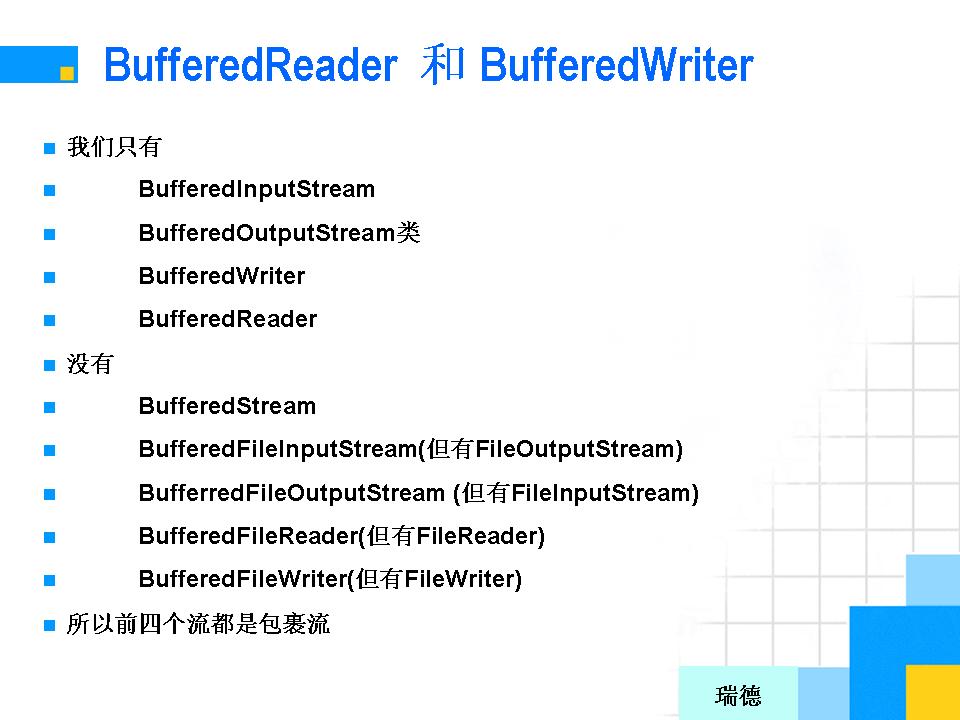 BufferedReader 和 BufferedWriter
我们只有
BufferedInputStream
BufferedOutputStream类
BufferedWriter
BufferedReader
没有
BufferedStream
BufferedFileInputStream(但有FileOutputStream)
BufferredFileOutputStream (但有FileInputStream)
BufferedFileReader(但有FileReader)
BufferedFileWriter(但有FileWriter)
所以前四个流都是包裹流
瑞德